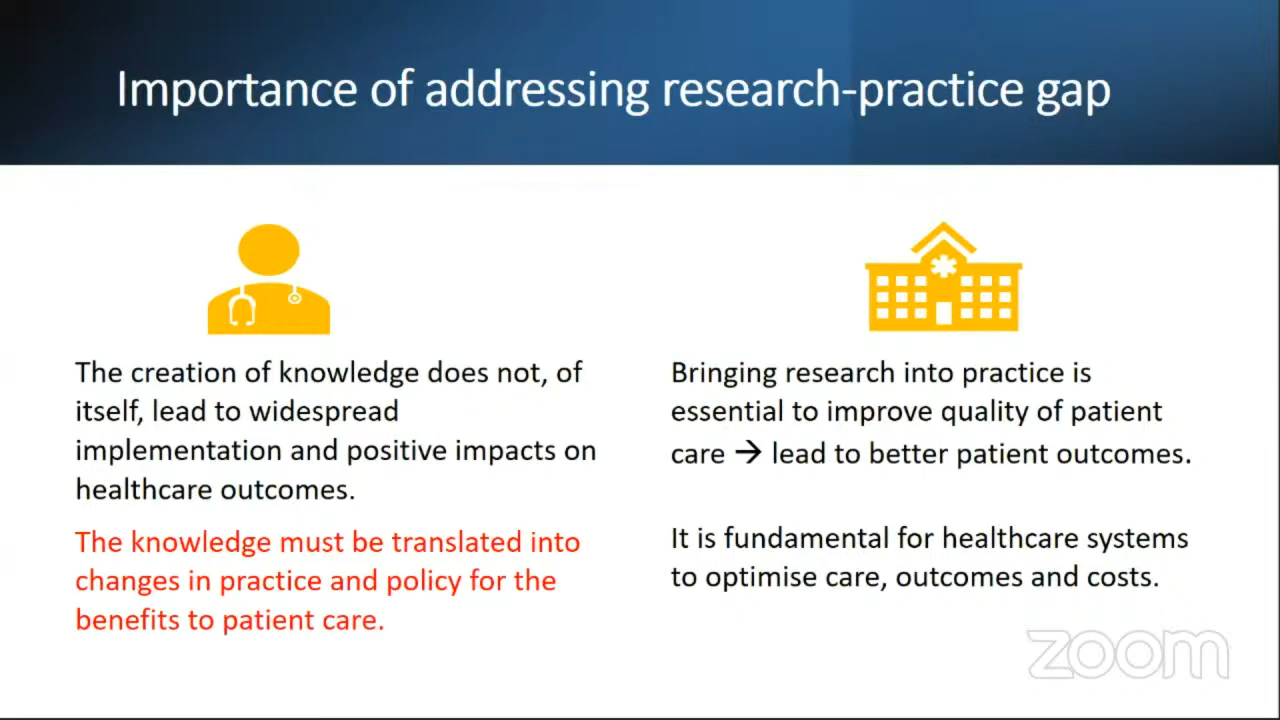 Importance of addressing research-practice gap
The creation of knowledge does not, of
itself, lead to widespread
implementation and positive impacts on
healthcare outcomes.
The knowledge must be translated into
changes in practice and policy for the
benefits to patient care.
Bringing research into practice is
essential to improve quality of patient
care → lead to better patient outcomes.
It is fundamental for healthcare systems
to optimise care, outcomes and costs.
zoom